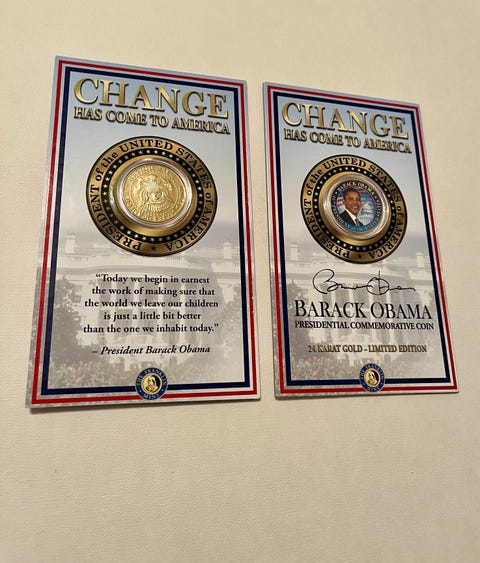 CHANGE
HAS COME TO AMERICA
PRESIDENT of the UNITED STATES of AMERICA
“Today we begin in earnest
the work of making sure that
the world we leave our children
is just a little bit better
than the one we inhabit today.”
– President Barack Obama
CHANGE
HAS COME TO AMERICA
PRESIDENT of the UNITED STATES of AMERICA
BARACK OBAMA
BARACK OBAMA
PRESIDENTIAL COMMEMORATIVE COIN
24 KARAT GOLD – LIMITED EDITION